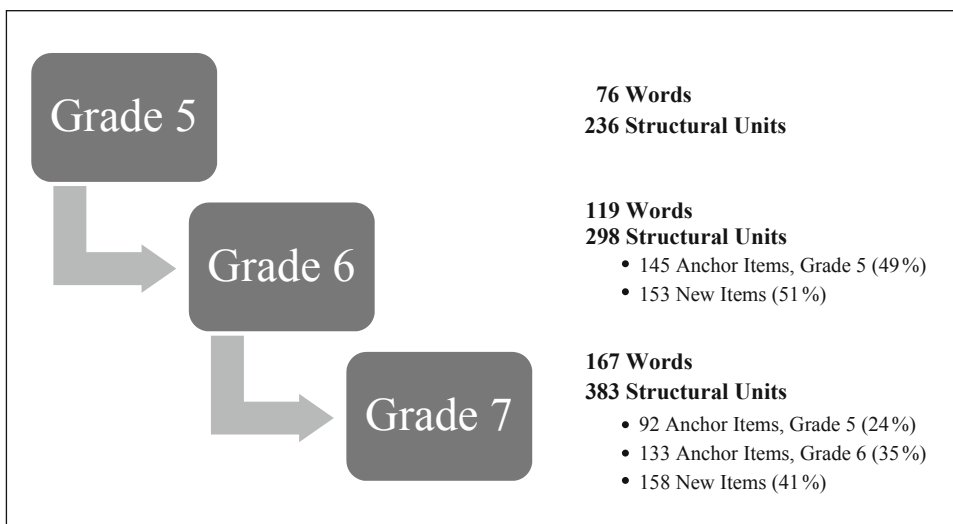 Grade 5
76 Words
236 Structural Units
Grade 6
119 Words
298 Structural Units
• 145 Anchor Items, Grade 5 (49%)
• 153 New Items (51%)
Grade 7
167 Words
383 Structural Units
• 92 Anchor Items, Grade 5 (24%)
• 133 Anchor Items, Grade 6 (35%)
• 158 New Items (41%)